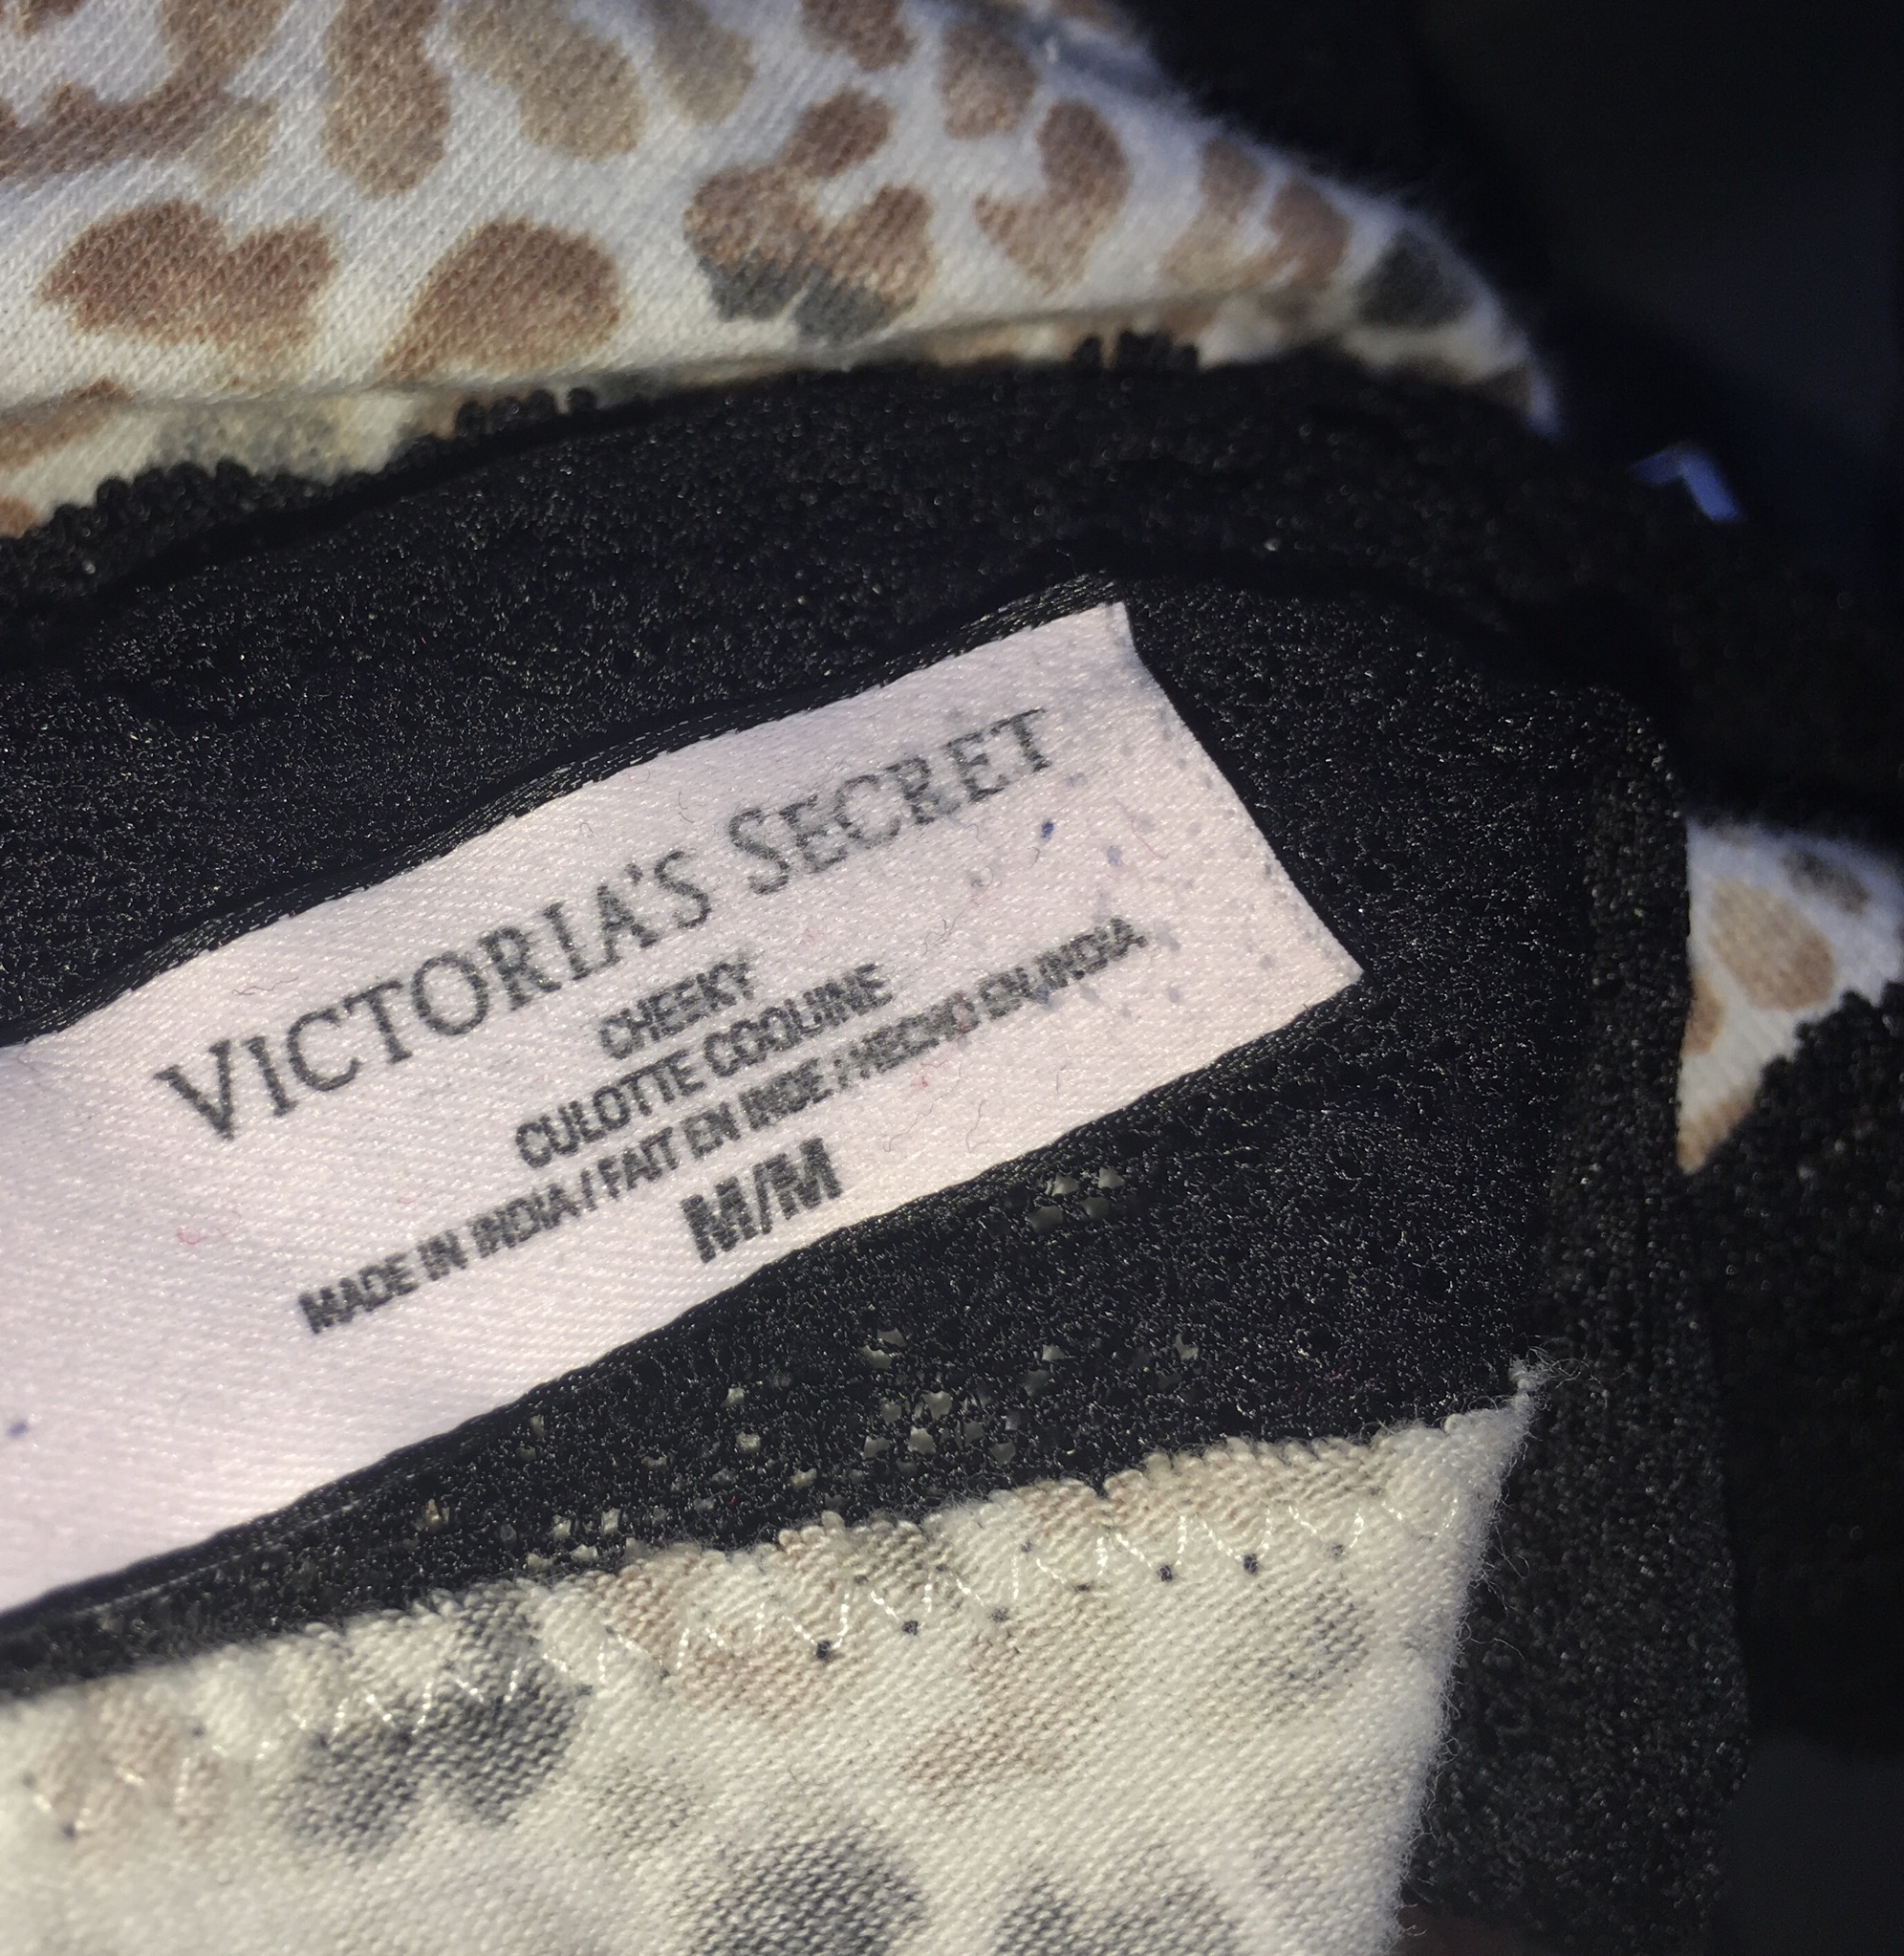 VICTORIA'S SECRET
CHEEKY
CULOTTE COQUINE
MADE IN INDIA / FAIT EN INDE / HECHO EN INDIA
M/M